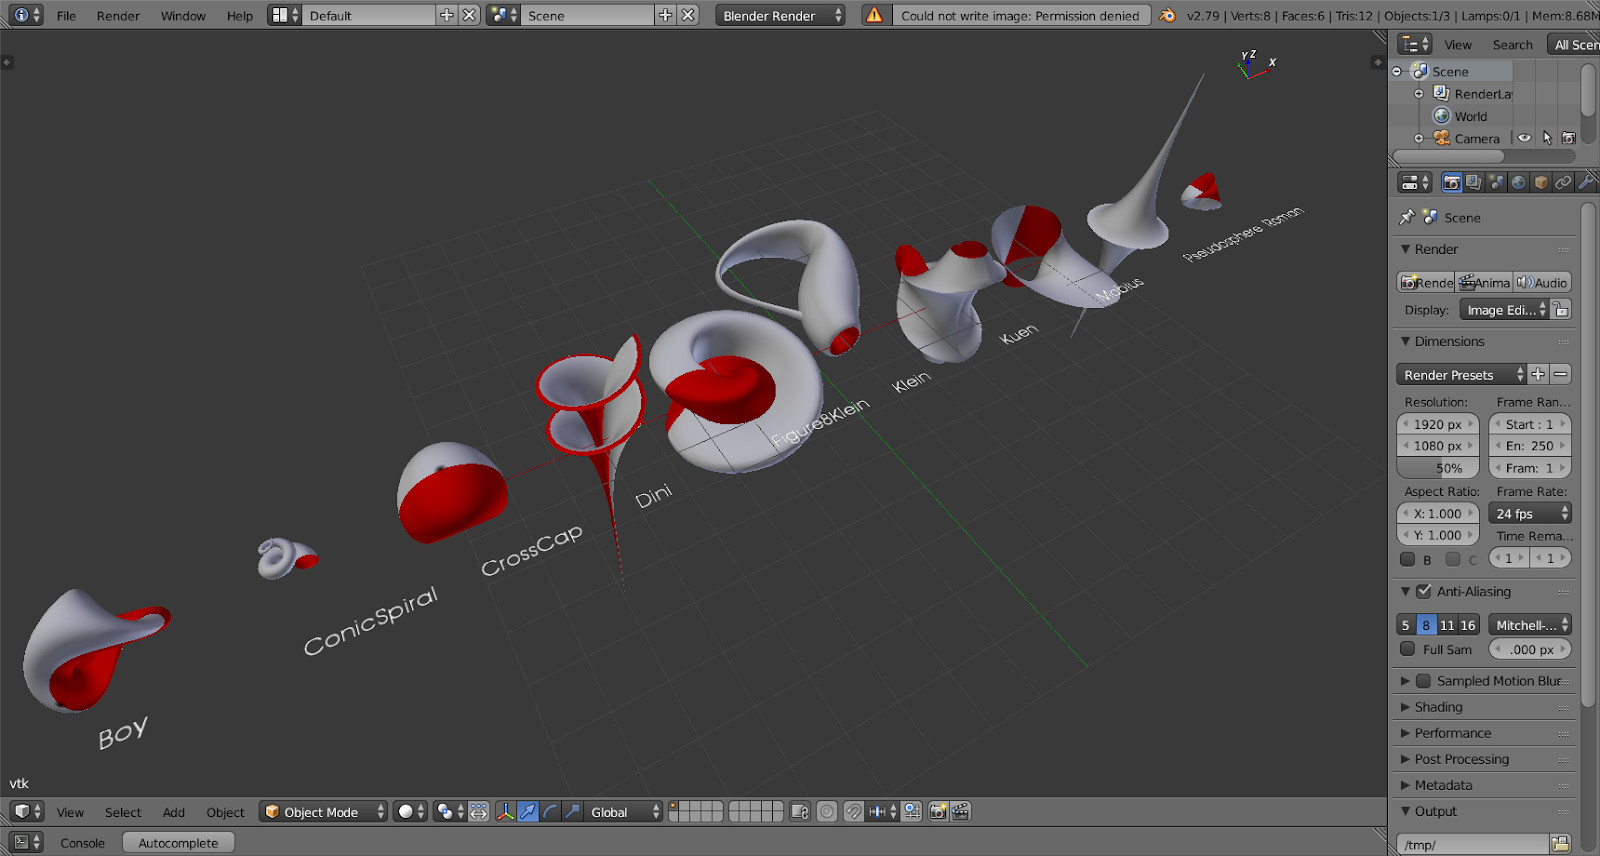 File Render Window Help Default Scene Blender Render Could not write image: Permission denied v2.79 | Verts:8 | Faces:6 | Tris:12 | Objects:1/3 | Lamps:0/1 | Mem:8.68M
View Search All Scen
Scene
RenderLay
World
Camera
Y Z X
Scene
Render
Rende Anima Audio
Display: Image Edi...
Dimensions
Render Presets
Resolution: Frame Ran...
1920 px Start : 1
1080 px En: 250
50% Fram: 1
Aspect Ratio: Frame Rate:
X: 1.000 24 fps
Y: 1.000 Time Rema...
B C 1 1
Anti-Aliasing
5 8 11 16 Mitchell-...
Full Sam .000 px
Sampled Motion Blur
Shading
Performance
Post Processing
Metadata
Output
/tmp/
Boy
ConicSpiral
CrossCap
Dini
Figure8Klein
Klein
Kuen
Mobius
Pseudosphere Roman
vtk
View Select Add Object Object Mode Global
Console Autocomplete